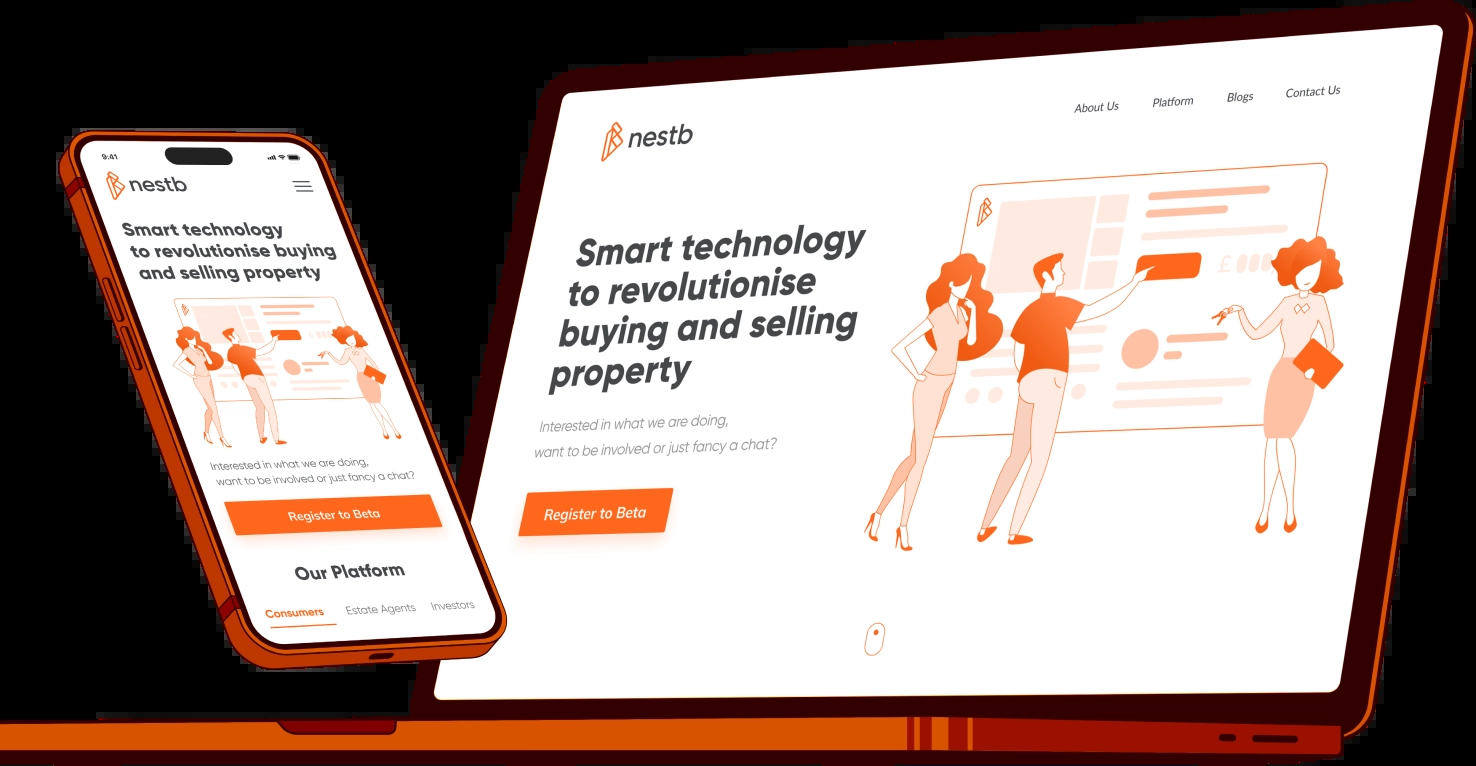 9:41
nestb
Smart technology
to revolutionise buying
and selling property
Interested in what we are doing,
want to be involved or just fancy a chat?
Register to Beta
Our Platform
Consumers Estate Agents Investors
nestb
About Us Platform Blogs Contact Us
Smart technology
to revolutionise
buying and selling
property
£
Interested in what we are doing,
want to be involved or just fancy a chat?
Register to Beta